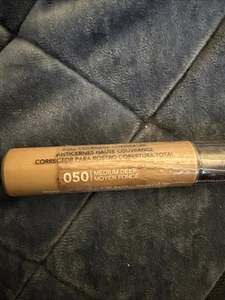 FULL COVERAGE CONCEALER
ANTICERNES HAUTE COUVRANCE
CORRECTOR PARA ROSTRO COBERTURA TOTAL
050 | MEDIUM DEEP
MOYEN FONCÉ